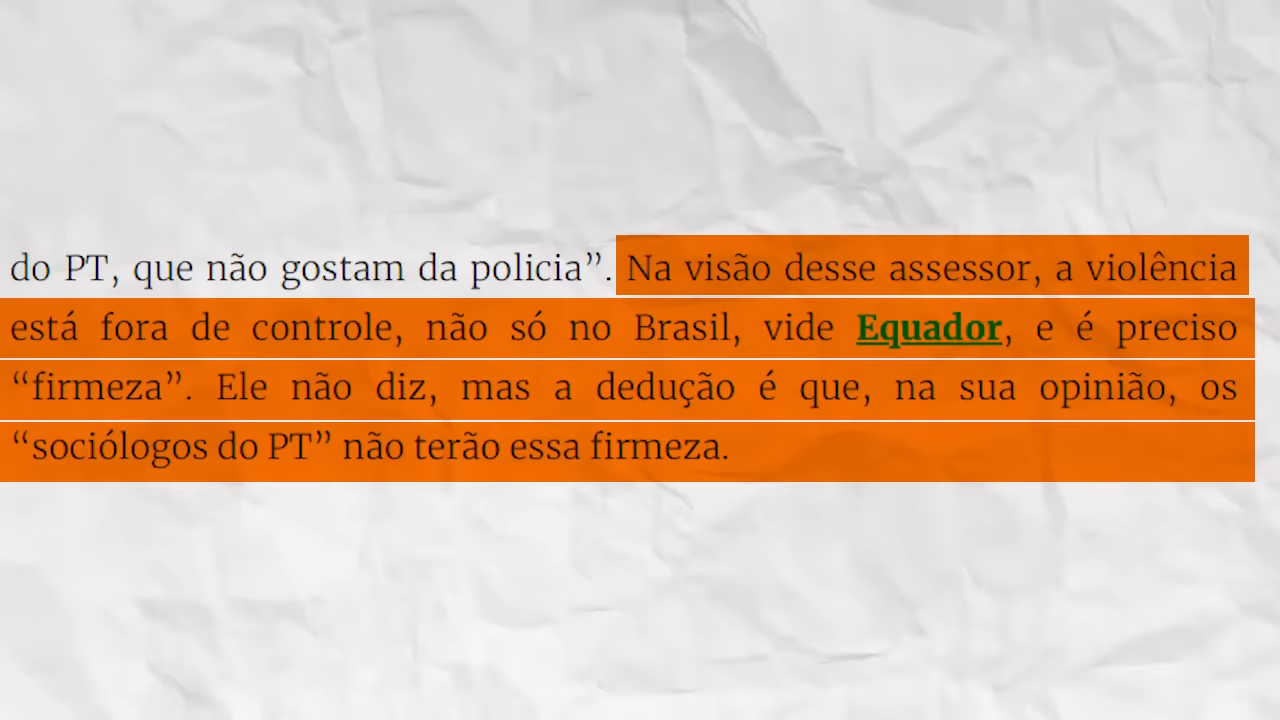 do PT, que não gostam da policia”. Na visão desse assessor, a violência
está fora de controle, não só no Brasil, vide Equador, e é preciso
“firmeza”. Ele não diz, mas a dedução é que, na sua opinião, os
“sociólogos do PT” não terão essa firmeza.